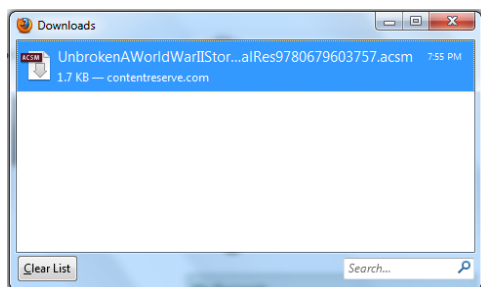 Downloads
ACSM
UnbrokenAWorldWarIIStor...alRes9780679603757.acsm
7:55 PM
1.7 KB — contentreserve.com
Clear List
Search...